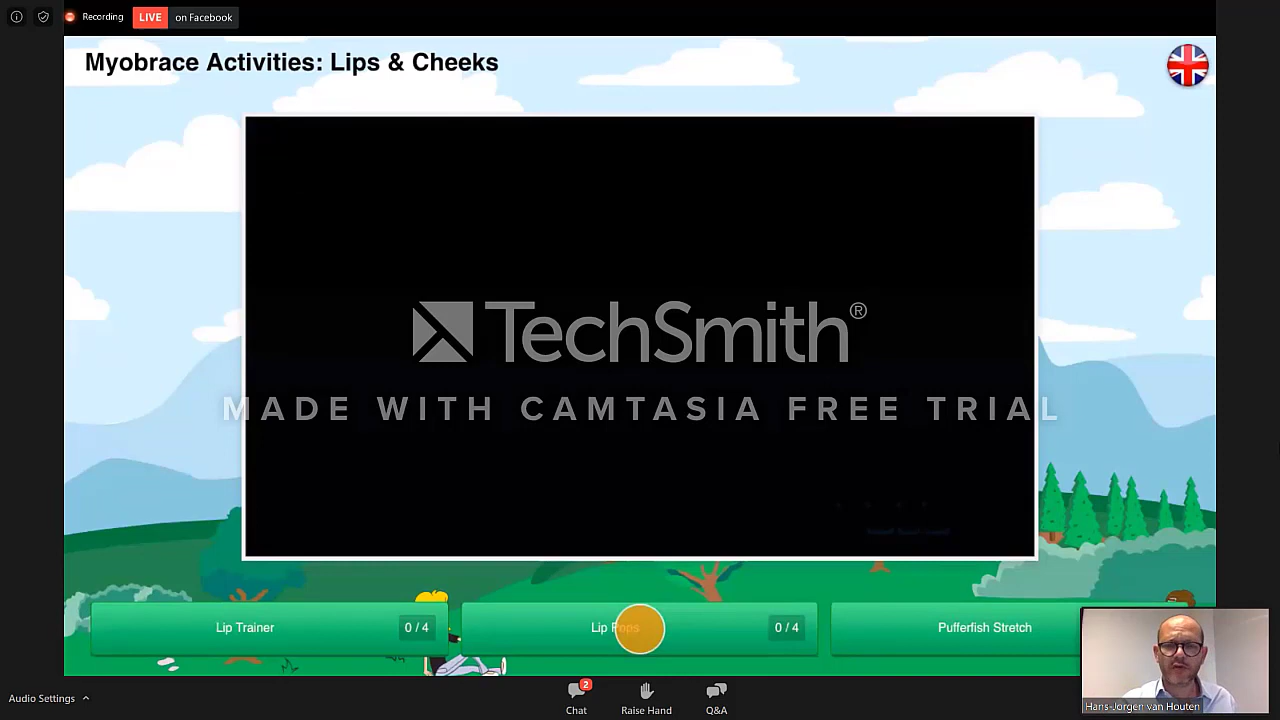 Recording LIVE on Facebook
Myobrace Activities: Lips & Cheeks
TechSmith®
MADE WITH CAMTASIA FREE TRIAL
Lip Trainer 0 / 4
Lip Pops 0 / 4
Pufferfish Stretch
Hans-Jorgen van Houten
Audio Settings
2
Chat
Raise Hand
Q&A